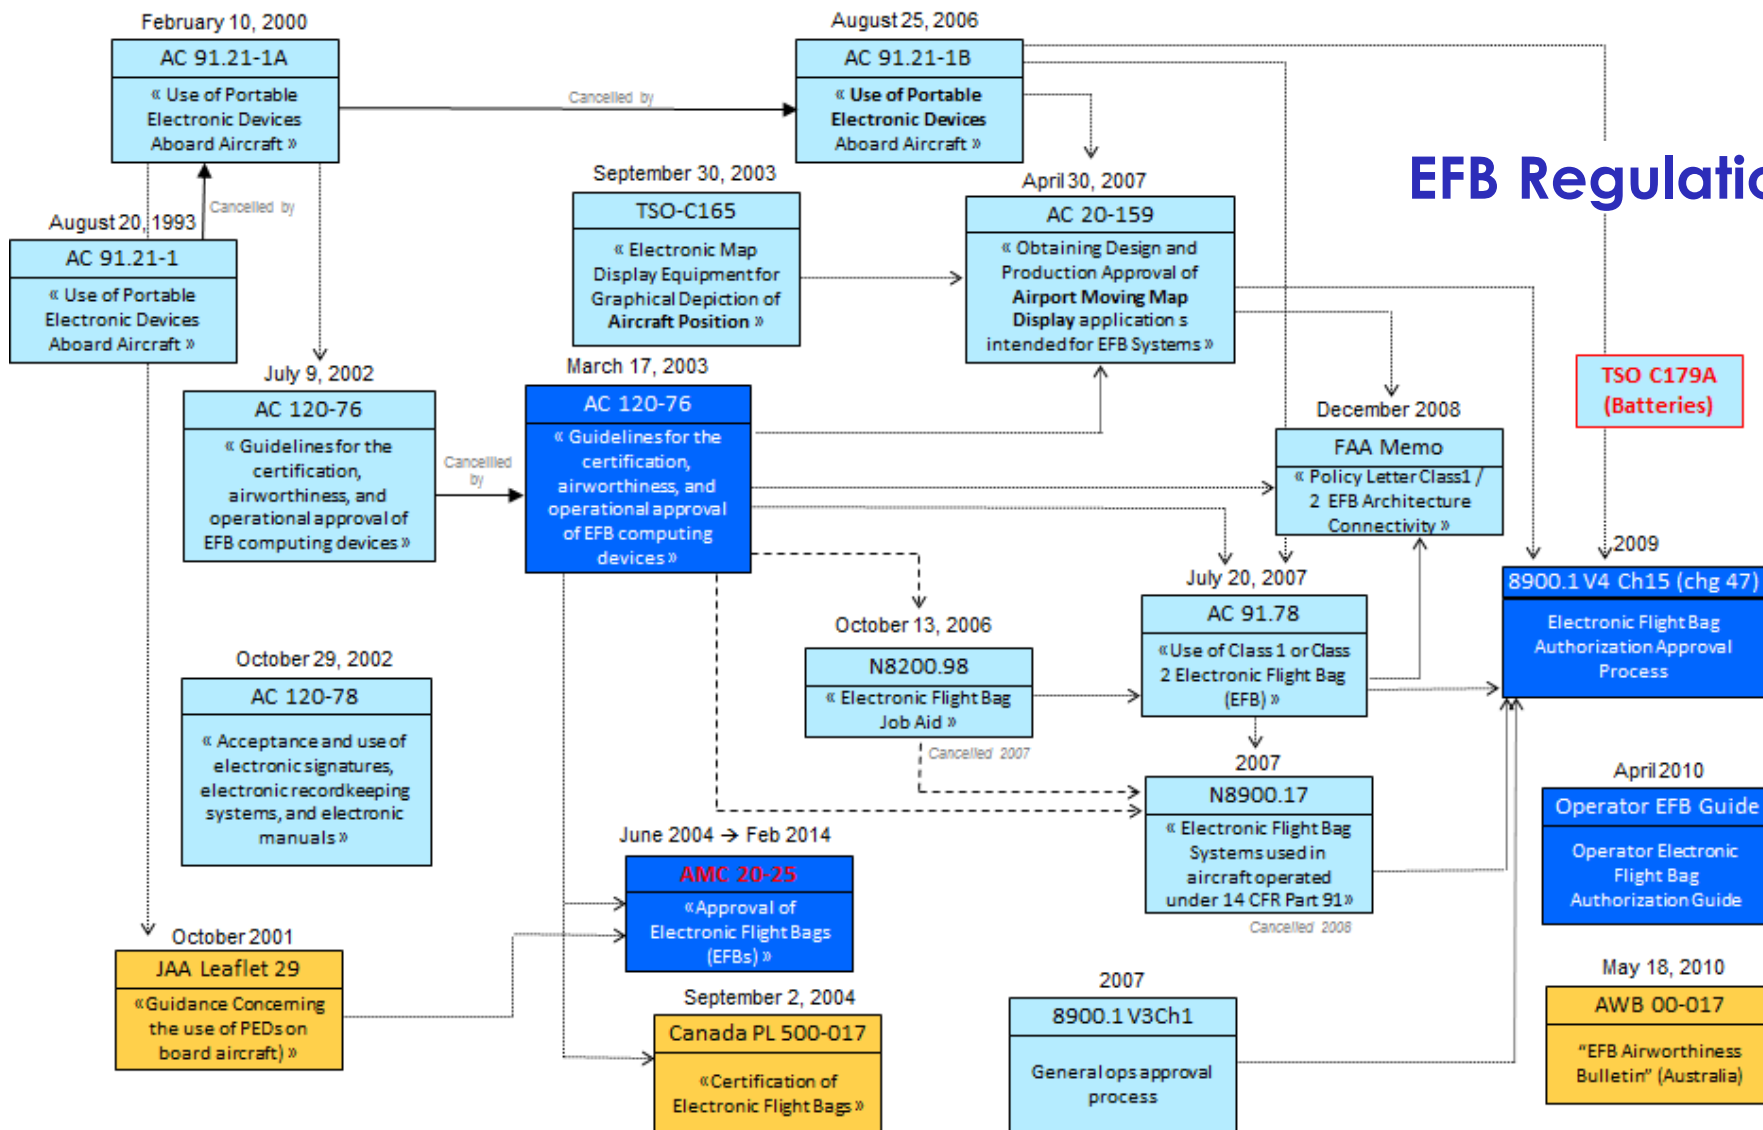 February 10, 2000
AC 91.21-1A
« Use of Portable
Electronic Devices
Aboard Aircraft »
Cancelled by
August 25, 2006
AC 91.21-1B
« Use of Portable
Electronic Devices
Aboard Aircraft »
EFB Regulatio
August 20, 1993
AC 91.21-1
« Use of Portable
Electronic Devices
Aboard Aircraft »
Cancelled by
September 30, 2003
TSO-C165
« Electronic Map
Display Equipment for
Graphical Depiction of
Aircraft Position »
April 30, 2007
AC 20-159
« Obtaining Design and
Production Approval of
Airport Moving Map
Display application s
intended for EFB Systems »
TSO C179A
(Batteries)
July 9, 2002
AC 120-76
« Guidelines for the
certification,
airworthiness, and
operational approval of
EFB computing devices »
Cancellled
by
March 17, 2003
AC 120-76
« Guidelines for the
certification,
airworthiness, and
operational approval
of EFB computing
devices »
December 2008
FAA Memo
« Policy Letter Class1 /
2 EFB Architecture
Connectivity »
2009
8900.1 V4 Ch15 (chg 47)
Electronic Flight Bag
Authorization Approval
Process
October 29, 2002
AC 120-78
« Acceptance and use of
electronic signatures,
electronic recordkeeping
systems, and electronic
manuals »
October 13, 2006
N8200.98
« Electronic Flight Bag
Job Aid »
Cancelled 2007
July 20, 2007
AC 91.78
«Use of Class 1 or Class
2 Electronic Flight Bag
(EFB) »
2007
N8900.17
« Electronic Flight Bag
Systems used in
aircraft operated
under 14 CFR Part 91»
Cancelled 2008
April 2010
Operator EFB Guide
Operator Electronic
Flight Bag
Authorization Guide
June 2004 → Feb 2014
AMC 20-25
«Approval of
Electronic Flight Bags
(EFBs) »
October 2001
JAA Leaflet 29
«Guidance Concerning
the use of PEDs on
board aircraft) »
September 2, 2004
Canada PL 500-017
«Certification of
Electronic Flight Bags »
2007
8900.1 V3Ch1
General ops approval
process
May 18, 2010
AWB 00-017
“EFB Airworthiness
Bulletin” (Australia)